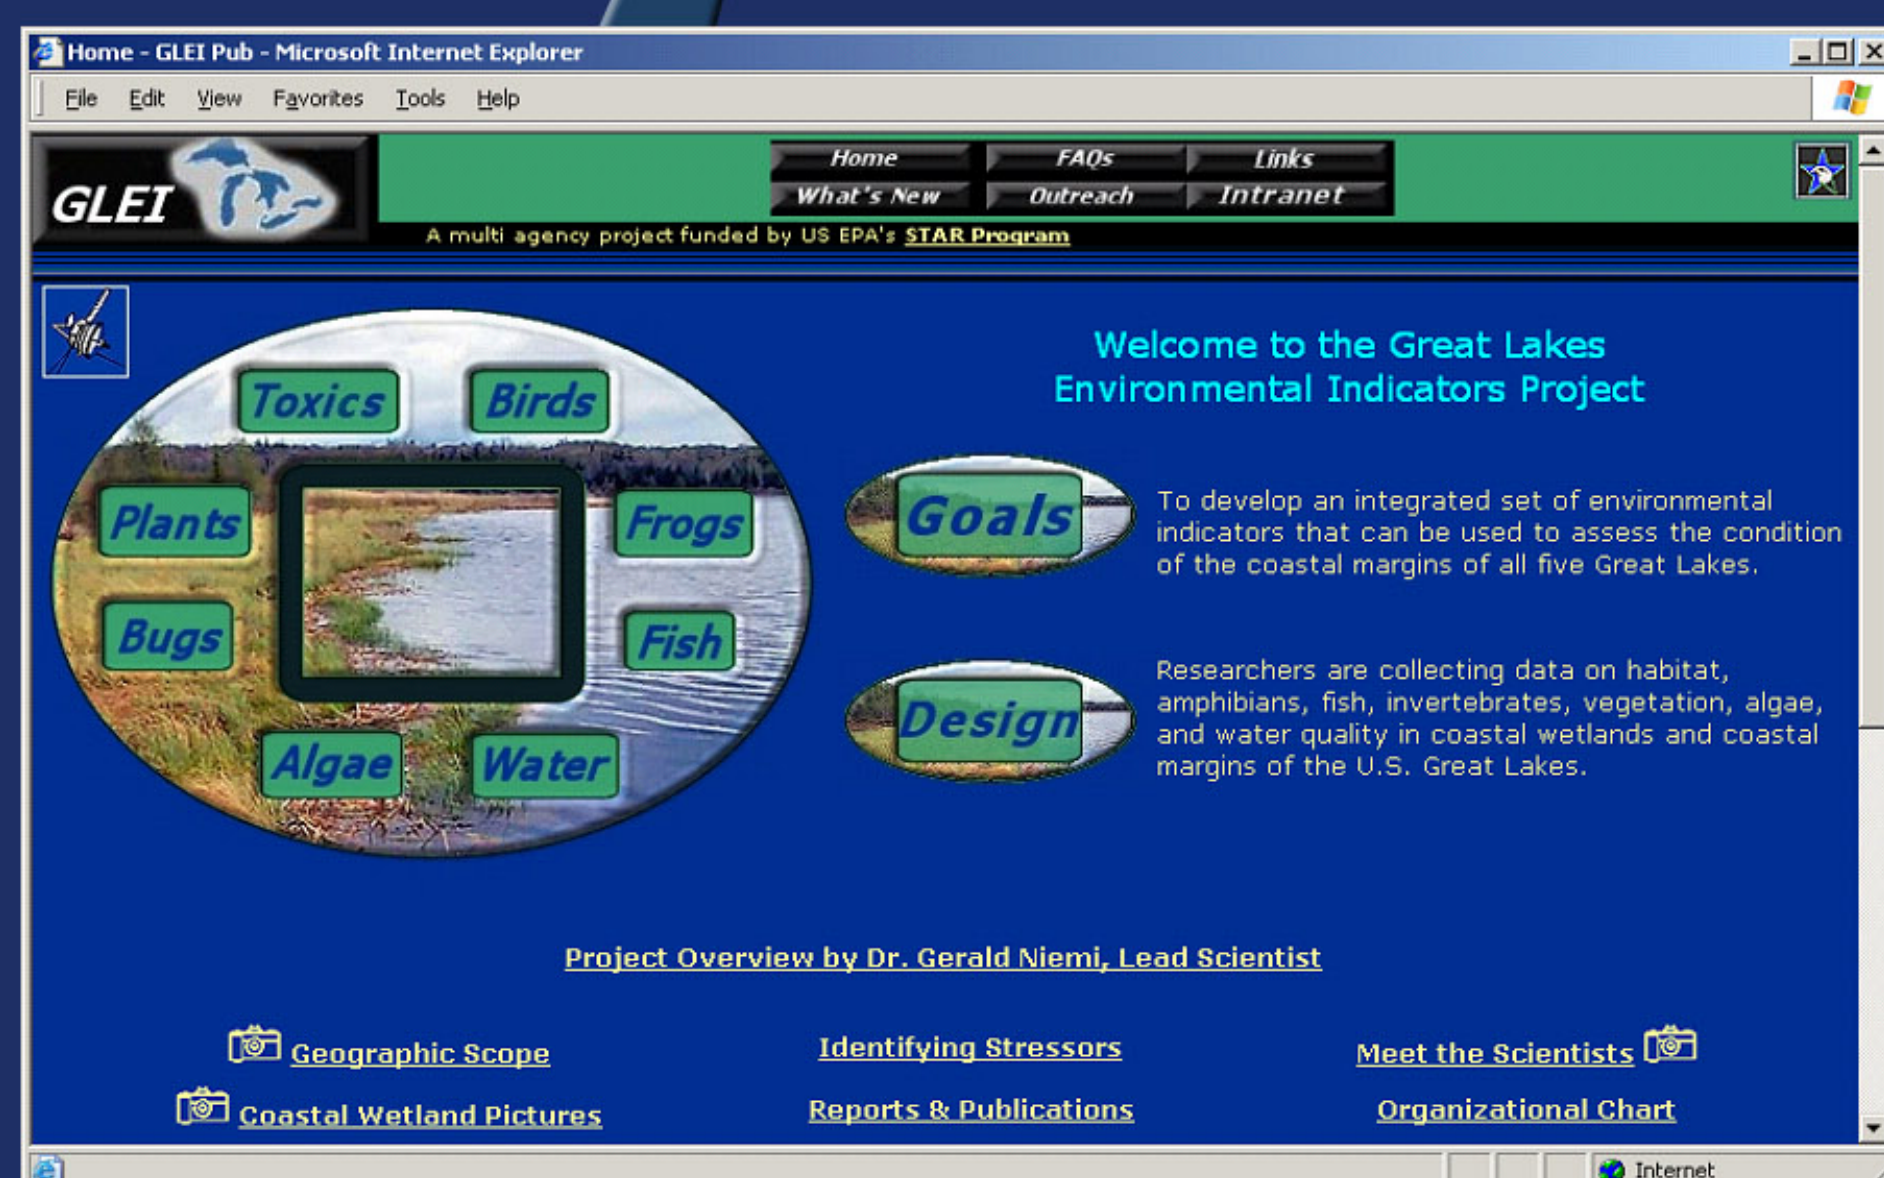 Home - GLEI Pub - Microsoft Internet Explorer
File Edit View Favorites Tools Help
GLEI
Home FAQs Links
What's New Outreach Intranet
A multi agency project funded by US EPA's STAR Program
Toxics Birds
Plants Frogs
Bugs Fish
Algae Water
Welcome to the Great Lakes
Environmental Indicators Project
Goals
To develop an integrated set of environmental
indicators that can be used to assess the condition
of the coastal margins of all five Great Lakes.
Design
Researchers are collecting data on habitat,
amphibians, fish, invertebrates, vegetation, algae,
and water quality in coastal wetlands and coastal
margins of the U.S. Great Lakes.
Project Overview by Dr. Gerald Niemi, Lead Scientist
Geographic Scope Identifying Stressors Meet the Scientists
Coastal Wetland Pictures Reports & Publications Organizational Chart
Internet